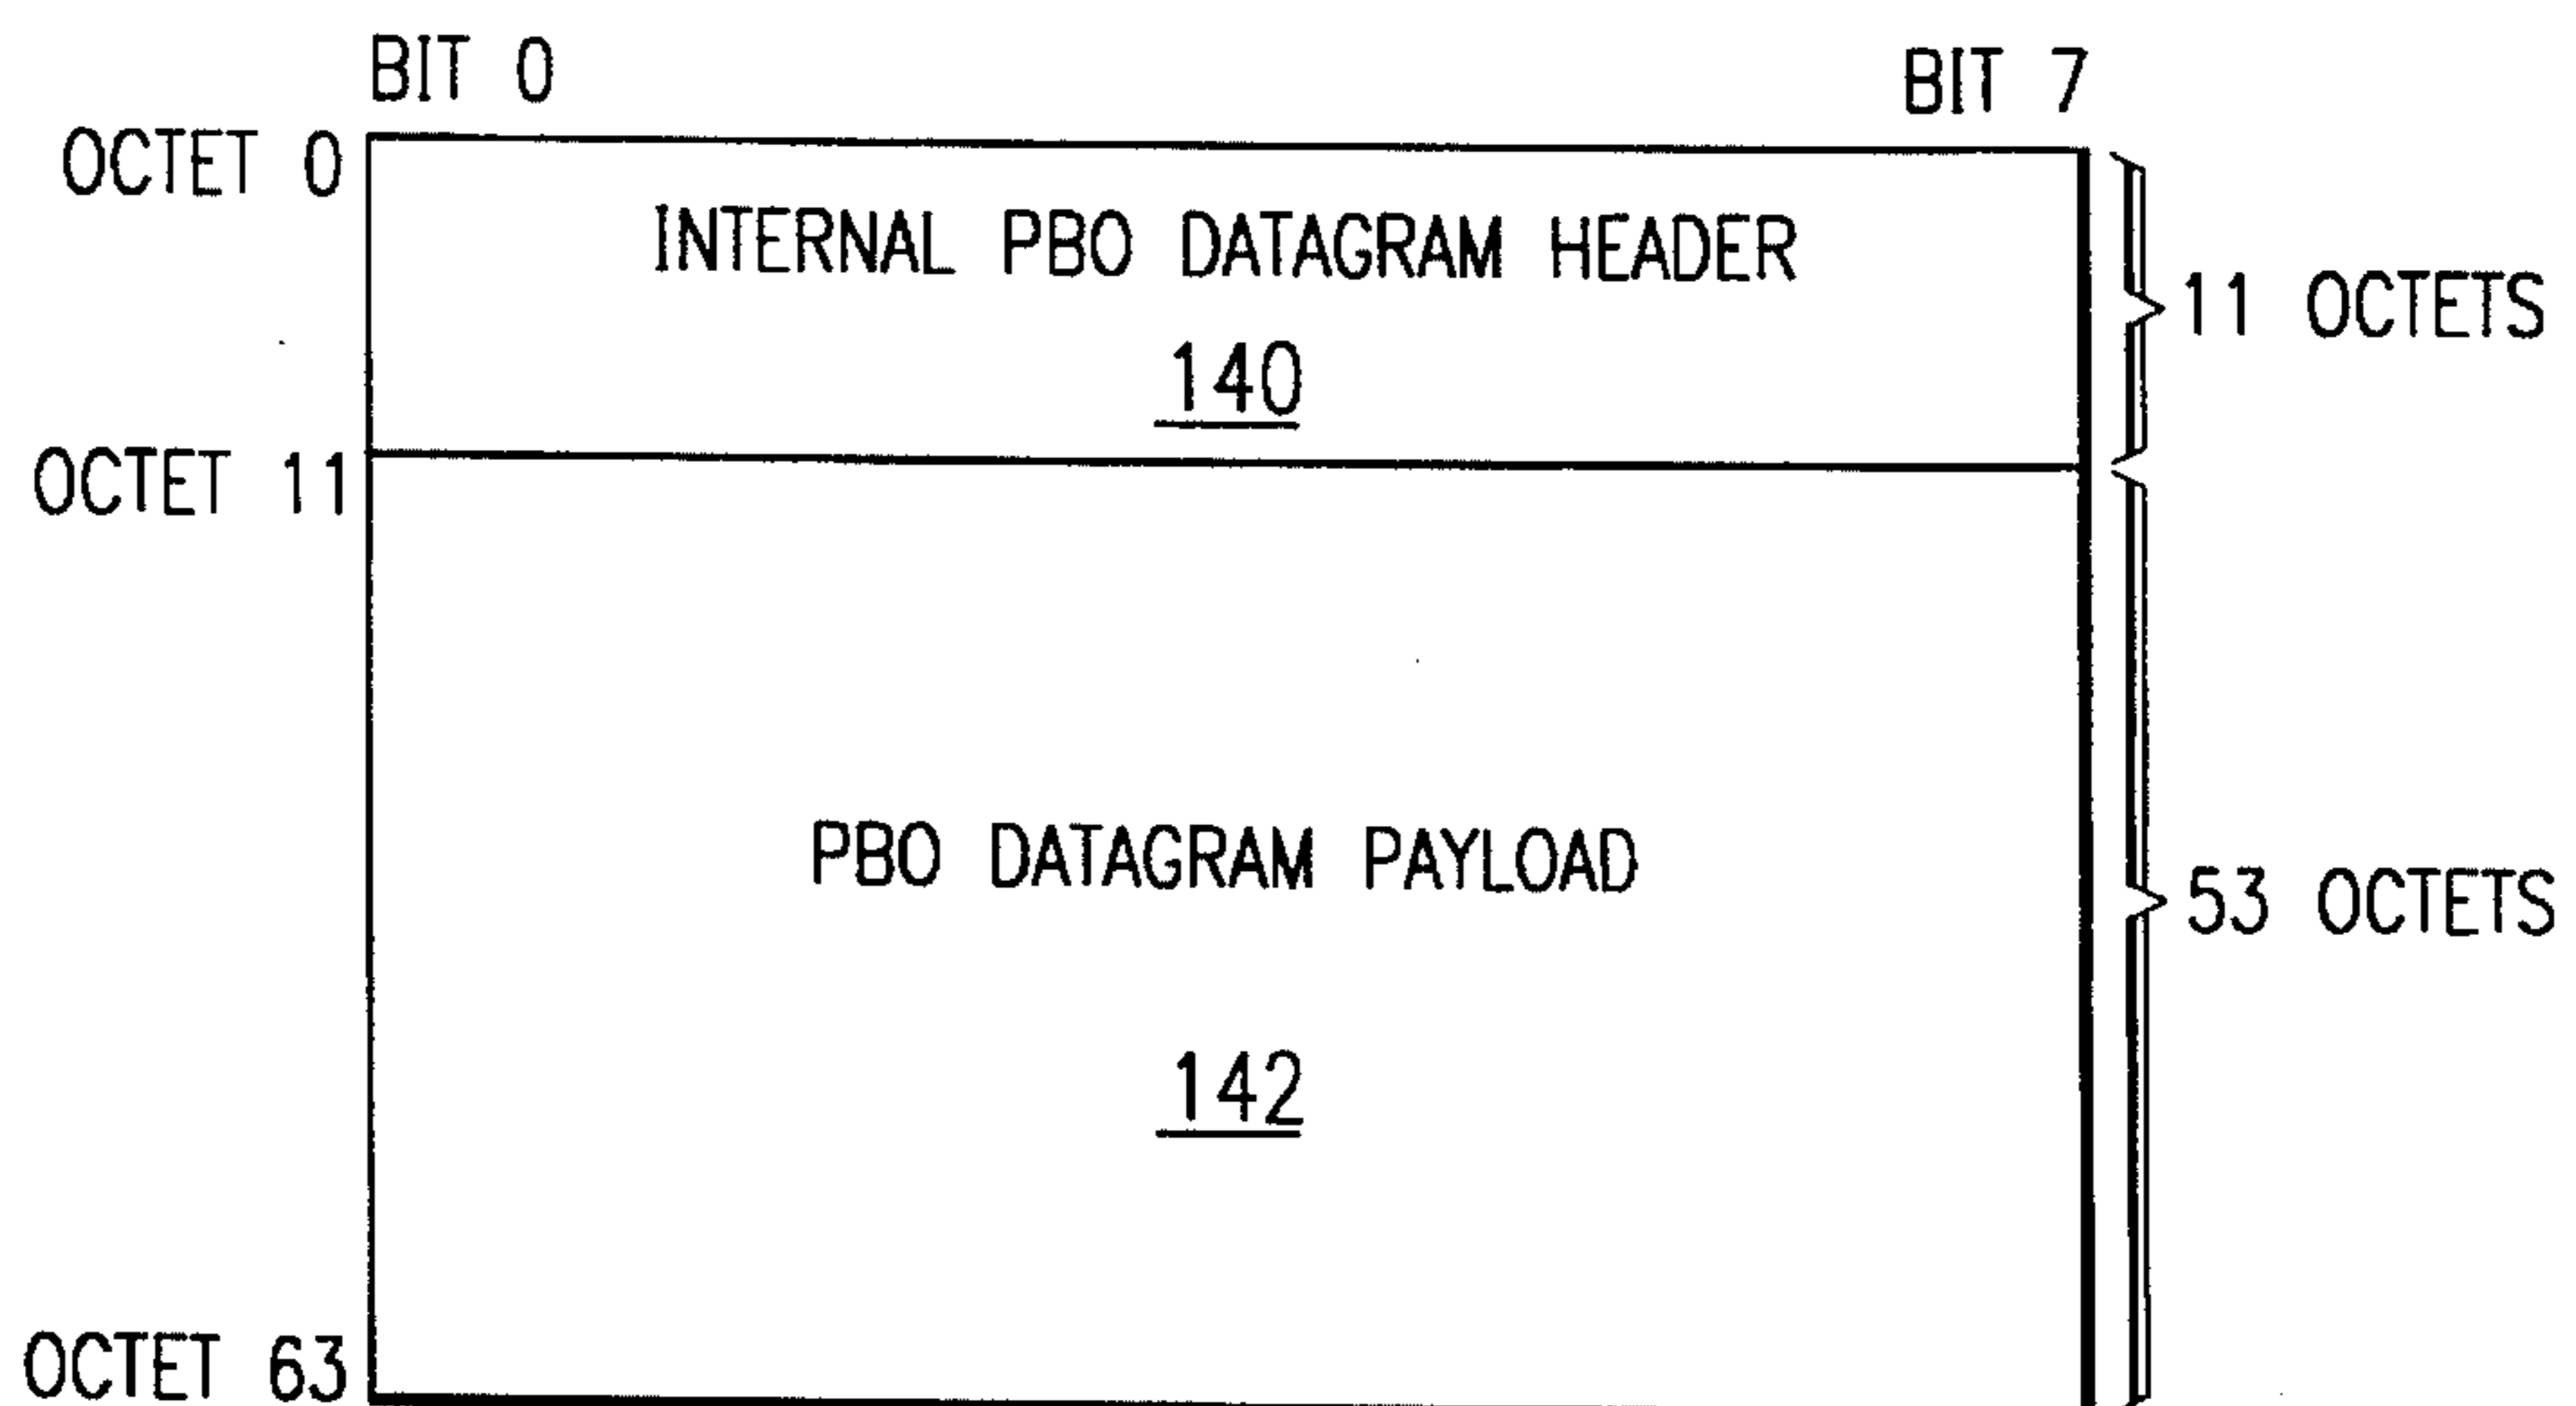 BIT 0
BIT 7
OCTET 0
INTERNAL PBO DATAGRAM HEADER
11 OCTETS
140
OCTET 11
PBO DATAGRAM PAYLOAD
53 OCTETS
142
OCTET 63